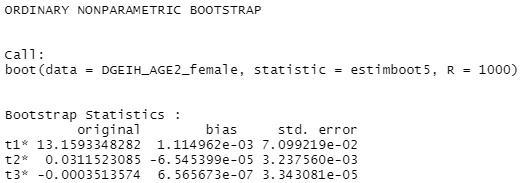 ORDINARY NONPARAMETRIC BOOTSTRAP
Call:
boot(data = DGEIH_AGE2_female, statistic = estimboot5, R = 1000)
Bootstrap Statistics :
original bias std. error
t1* 13.1593348282 1.114962e-03 7.099219e-02
t2* 0.0311523085 -6.545399e-05 3.237560e-03
t3* -0.0003513574 6.565673e-07 3.343081e-05